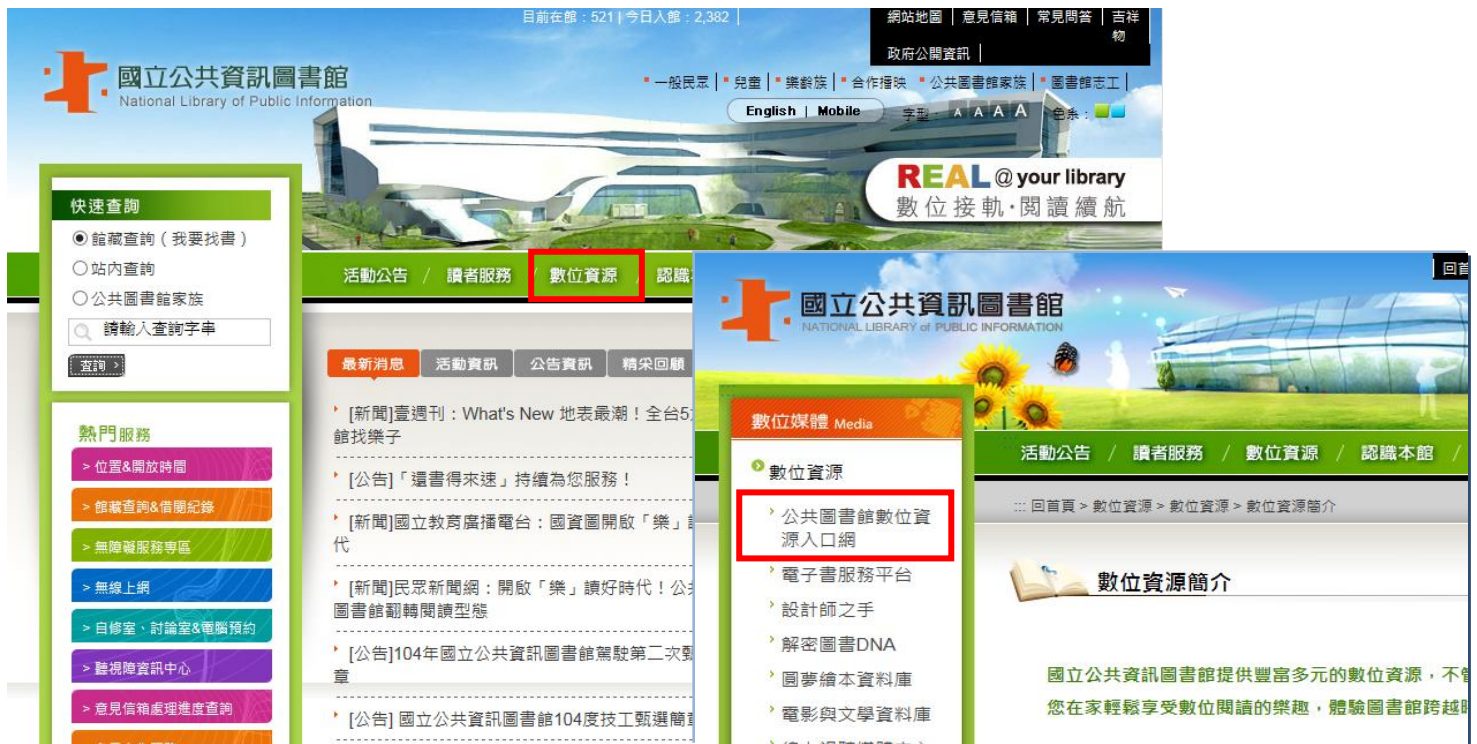 目前在館：521 | 今日入館：2,382 |
網站地圖 | 意見信箱 | 常見問答 | 吉祥
物
政府公開資訊 |
國立公共資訊圖書館
National Library of Public Information
一般民眾 | 兒童 | 樂齡族 | 合作播映 公共圖書館家族 | 圖書館志工 |
English | Mobile
字型： A A A A 色系：
REAL @ your library
數位接軌·閱讀續航
快速查詢
館藏查詢（我要找書）
站內查詢
公共圖書館家族
請輸入查詢字串
查詢 >
熱門服務
> 位置&開放時間
> 館藏查詢&借閱紀錄
> 無障礙服務專區
> 無線上網
> 自修室、討論室&電腦預約
> 聽視障資訊中心
> 意見信箱處理進度查詢
活動公告 / 讀者服務 / 數位資源 / 認識
最新消息 活動資訊 公告資訊 精采回顧
[新聞]壹週刊：What's New 地表最潮！全台5
館找樂子
[公告]「還書得來速」持續為您服務！
[新聞]國立教育廣播電台：國資圖開啟「樂」
代
[新聞]民眾新聞網：開啟「樂」讀好時代！公
圖書館翻轉閱讀型態
[公告]104年國立公共資訊圖書館駕駛第二次
章
[公告] 國立公共資訊圖書館104度技工甄選簡
回
國立公共資訊圖書館
NATIONAL LIBRARY of PUBLIC INFORMATION
數位媒體 Media
數位資源
公共圖書館數位資
源入口網
電子書服務平台
設計師之手
解密圖書DNA
圓夢繪本資料庫
電影與文學資料庫
活動公告 / 讀者服務 / 數位資源 / 認識本館 /
::: 回首頁 > 數位資源 > 數位資源 > 數位資源簡介
數位資源簡介
國立公共資訊圖書館提供豐富多元的數位資源，不
您在家輕鬆享受數位閱讀的樂趣，體驗圖書館跨越